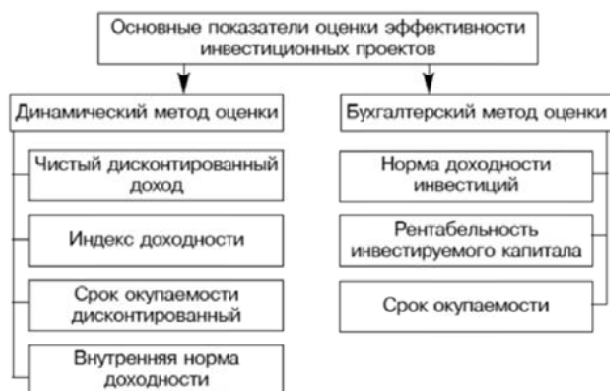 Основные показатели оценки эффективности
инвестиционных проектов
Динамический метод оценки
Чистый дисконтированный
доход
Индекс доходности
Срок окупаемости
дисконтированный
Внутренняя норма
доходности
Бухгалтерский метод оценки
Норма доходности
инвестиций
Рентабельность
инвестируемого капитала
Срок окупаемости